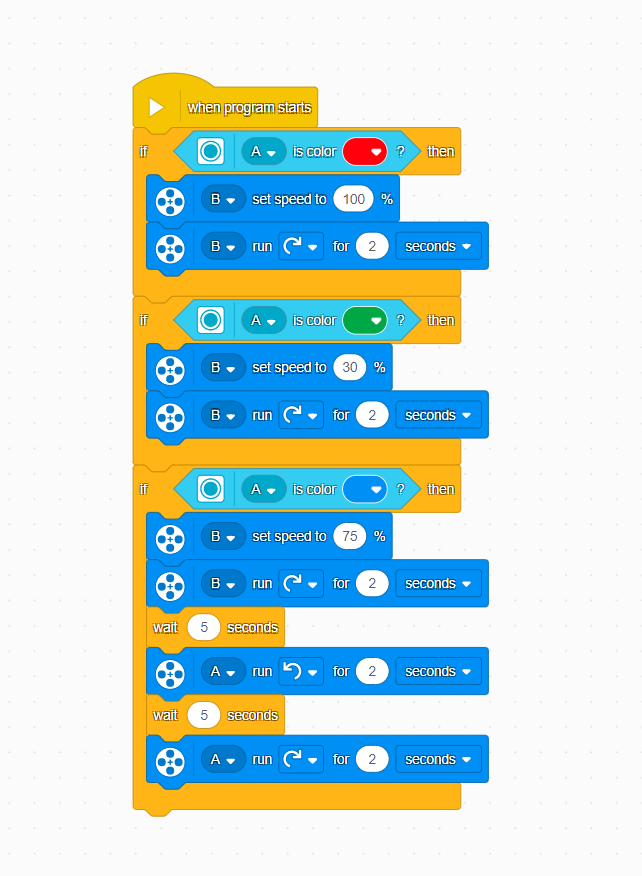 when program starts
if A is color ? then
B set speed to 100 %
B run for 2 seconds
if A is color ? then
B set speed to 30 %
B run for 2 seconds
if A is color ? then
B set speed to 75 %
B run for 2 seconds
wait 5 seconds
A run for 2 seconds
wait 5 seconds
A run for 2 seconds